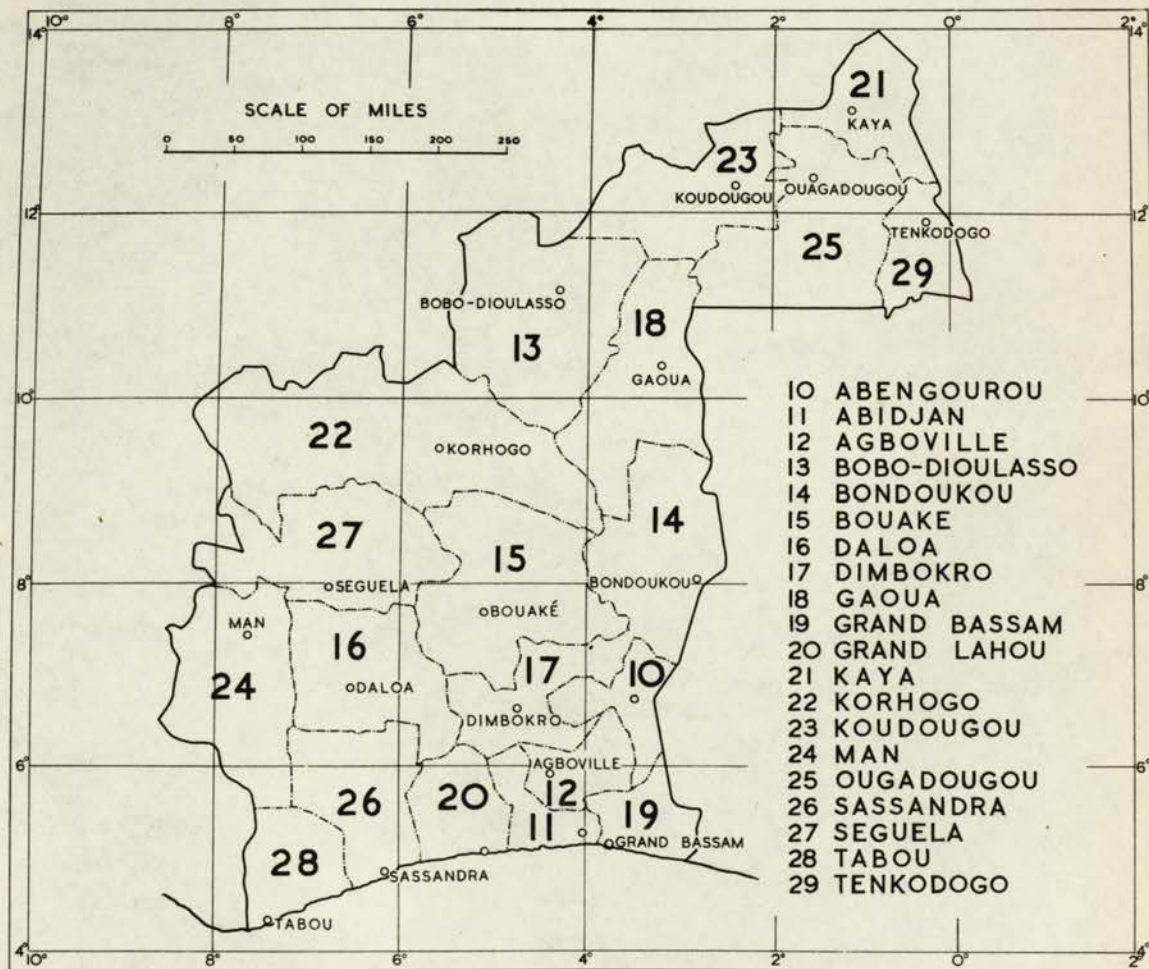 10° 8° 6° 4° 2° 0° 2°
14° 14°
SCALE OF MILES
0 50 100 150 200 250
21
KAYA
23
KOUDOUGOU
OUAGADOUGOU
12° 12°
TENKODOGO
25
29
BOBO-DIOULASSO
13
18
GAOUA
10° 10°
22
KORHOGO
27
SEGUELA
14
BONDOUKOU
15
BOUAKÉ
8° 8°
MAN
24
16
DALOA
17
DIMBOKRO
10
6° 6°
AGBOVILLE
12
26
20
11
19
GRAND BASSAM
28
SASSANDRA
TABOU
4° 4°
10° 8° 6° 4° 2° 0° 2°
10 ABENGOUROU
11 ABIDJAN
12 AGBOVILLE
13 BOBO-DIOULASSO
14 BONDOUKOU
15 BOUAKE
16 DALOA
17 DIMBOKRO
18 GAOUA
19 GRAND BASSAM
20 GRAND LAHOU
21 KAYA
22 KORHOGO
23 KOUDOUGOU
24 MAN
25 OUGADOUGOU
26 SASSANDRA
27 SEGUELA
28 TABOU
29 TENKODOGO